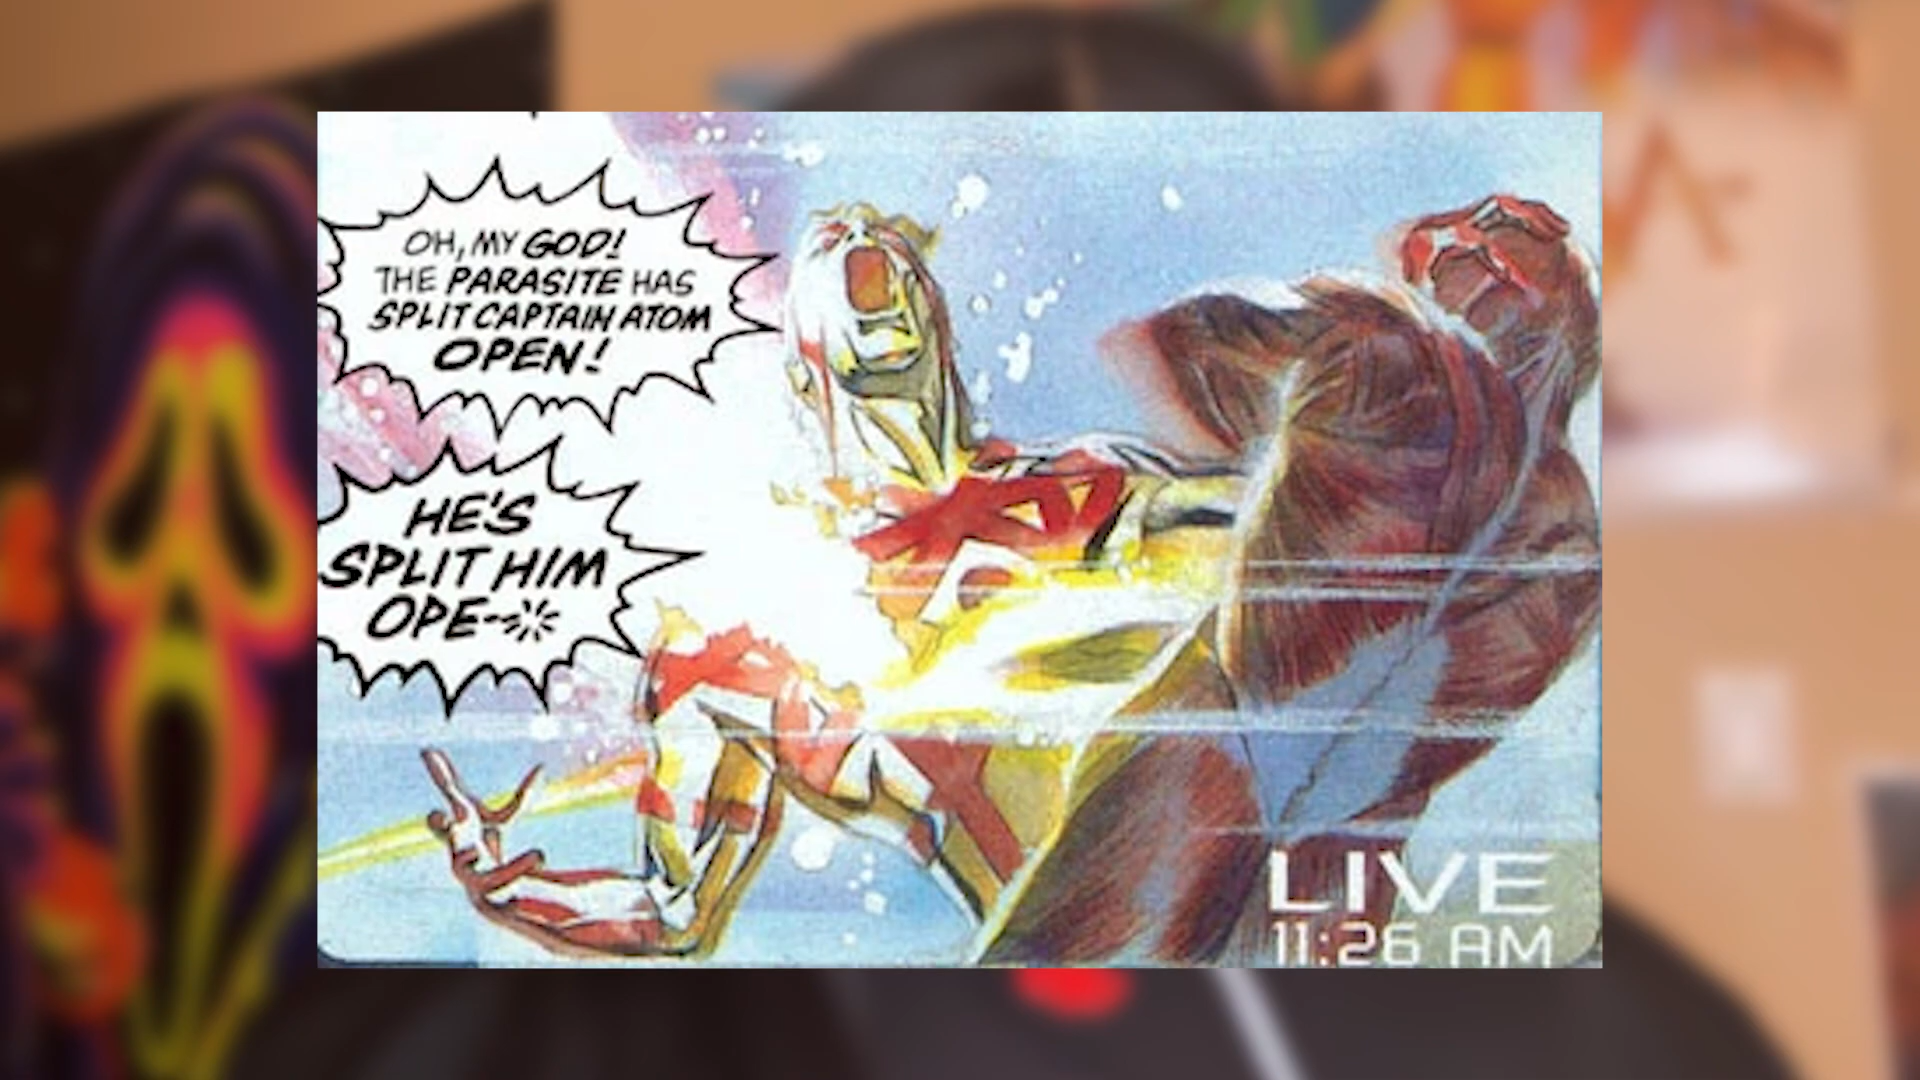 OH, MY GOD!
THE PARASITE HAS
SPLIT CAPTAIN ATOM
OPEN!
HE'S
SPLIT HIM
OPE--
LIVE
11:26 AM